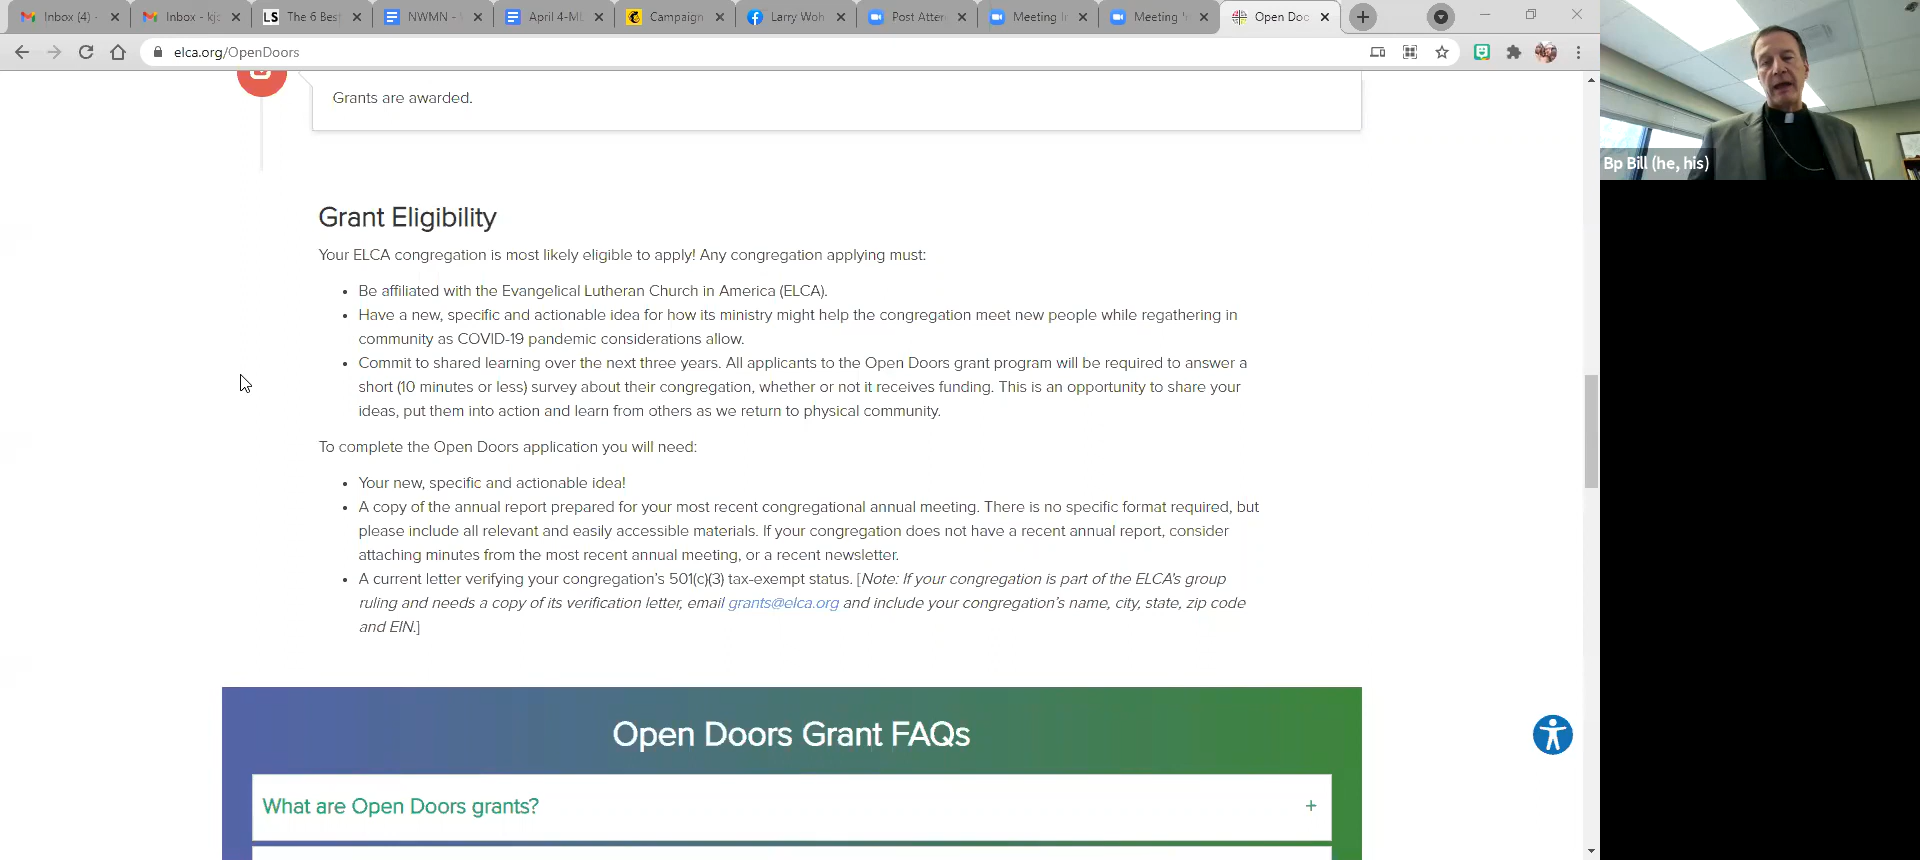 Inbox (4) -
Inbox - kjc
LS The 6 Best
NWMN -
April 4-ML
Campaign
Larry Woh
Post Atten
Meeting I
Meeting
Open Doo
elca.org/OpenDoors
Grants are awarded.
Bp Bill (he, his)
Grant Eligibility
Your ELCA congregation is most likely eligible to apply! Any congregation applying must:
• Be affiliated with the Evangelical Lutheran Church in America (ELCA).
• Have a new, specific and actionable idea for how its ministry might help the congregation meet new people while regathering in
community as COVID-19 pandemic considerations allow.
• Commit to shared learning over the next three years. All applicants to the Open Doors grant program will be required to answer a
short (10 minutes or less) survey about their congregation, whether or not it receives funding. This is an opportunity to share your
ideas, put them into action and learn from others as we return to physical community.
To complete the Open Doors application you will need:
• Your new, specific and actionable idea!
• A copy of the annual report prepared for your most recent congregational annual meeting. There is no specific format required, but
please include all relevant and easily accessible materials. If your congregation does not have a recent annual report, consider
attaching minutes from the most recent annual meeting, or a recent newsletter.
• A current letter verifying your congregation's 501(c)(3) tax-exempt status. [Note: If your congregation is part of the ELCA's group
ruling and needs a copy of its verification letter, email grants@elca.org and include your congregation's name, city, state, zip code
and EIN.]
Open Doors Grant FAQs
What are Open Doors grants? +